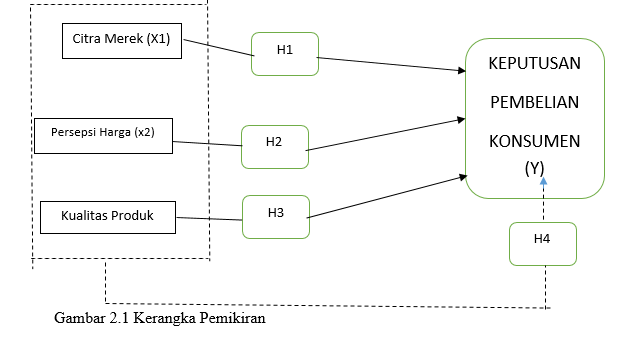 Citra Merek (X1)
H1
KEPUTUSAN
PEMBELIAN
KONSUMEN
(Y)
Persepsi Harga (x2)
H2
Kualitas Produk
H3
H4
Gambar 2.1 Kerangka Pemikiran